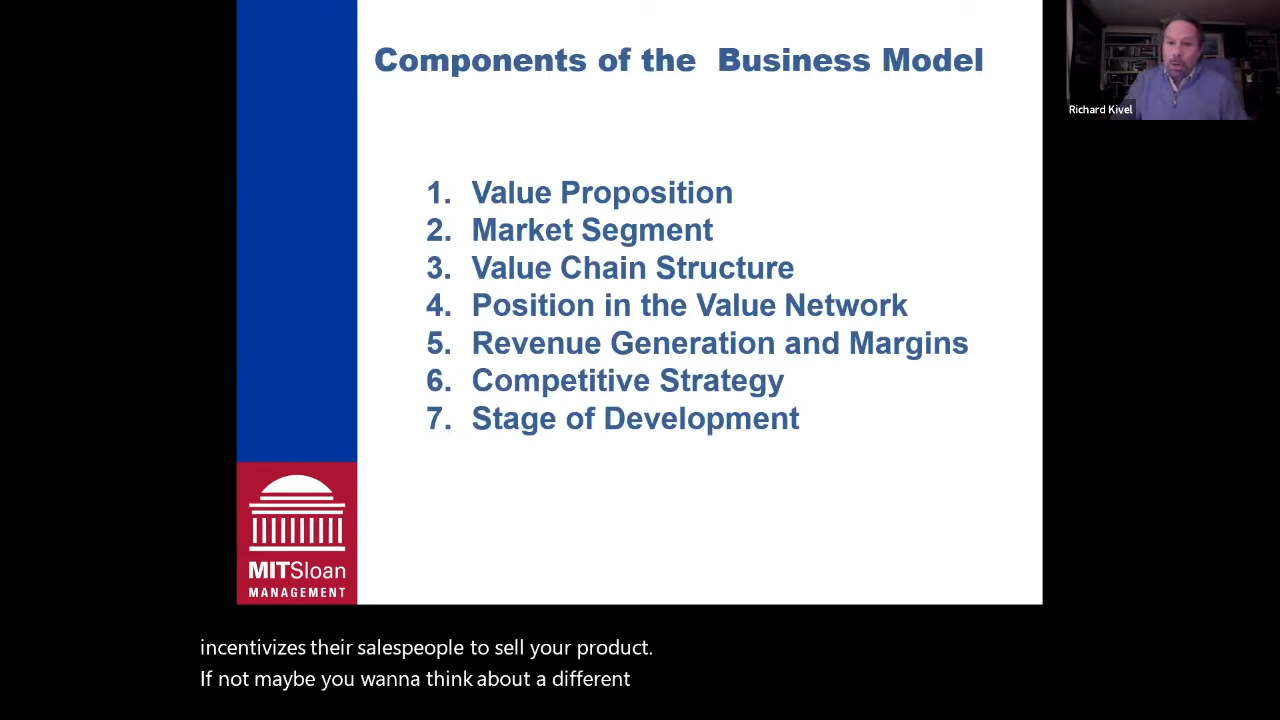 Components of the Business Model
Richard Kivel
1. Value Proposition
2. Market Segment
3. Value Chain Structure
4. Position in the Value Network
5. Revenue Generation and Margins
6. Competitive Strategy
7. Stage of Development
MITSloan
MANAGEMENT
incentivizes their salespeople to sell your product.
If not maybe you wanna think about a different